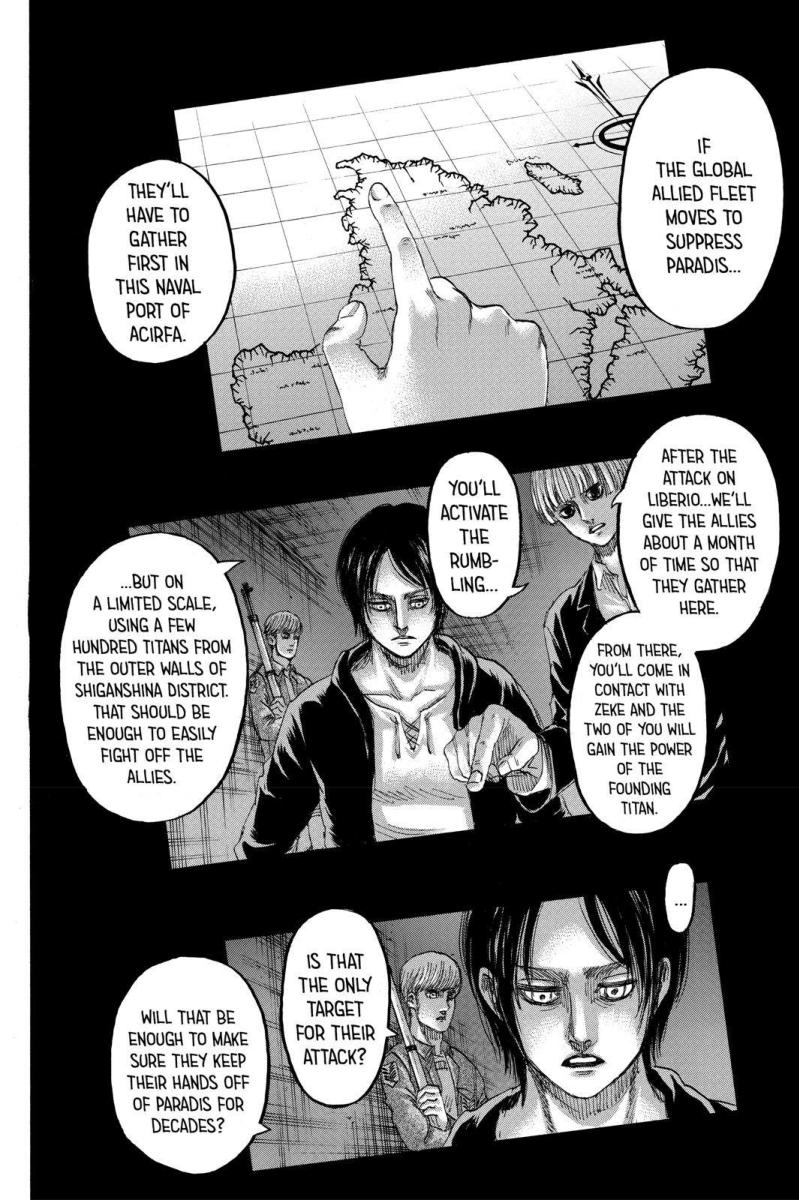 IF
THE GLOBAL
ALLIED FLEET
MOVES TO
SUPPRESS
PARADIS...
THEY'LL
HAVE TO
GATHER
FIRST IN
THIS NAVAL
PORT OF
ACIRFA.
AFTER THE
ATTACK ON
LIBERIO...WE'LL
GIVE THE ALLIES
ABOUT A MONTH
OF TIME SO THAT
THEY GATHER
HERE.
FROM THERE,
YOU'LL COME IN
CONTACT WITH
ZEKE AND THE
TWO OF YOU WILL
GAIN THE POWER
OF THE
FOUNDING
TITAN.
YOU'LL
ACTIVATE
THE
RUMB-
LING...
...BUT ON
A LIMITED SCALE,
USING A FEW
HUNDRED TITANS FROM
THE OUTER WALLS OF
SHIGANSHINA DISTRICT.
THAT SHOULD BE
ENOUGH TO EASILY
FIGHT OFF THE
ALLIES.
...
IS THAT
THE ONLY
TARGET
FOR THEIR
ATTACK?
WILL THAT BE
ENOUGH TO MAKE
SURE THEY KEEP
THEIR HANDS OFF
OF PARADIS FOR
DECADES?